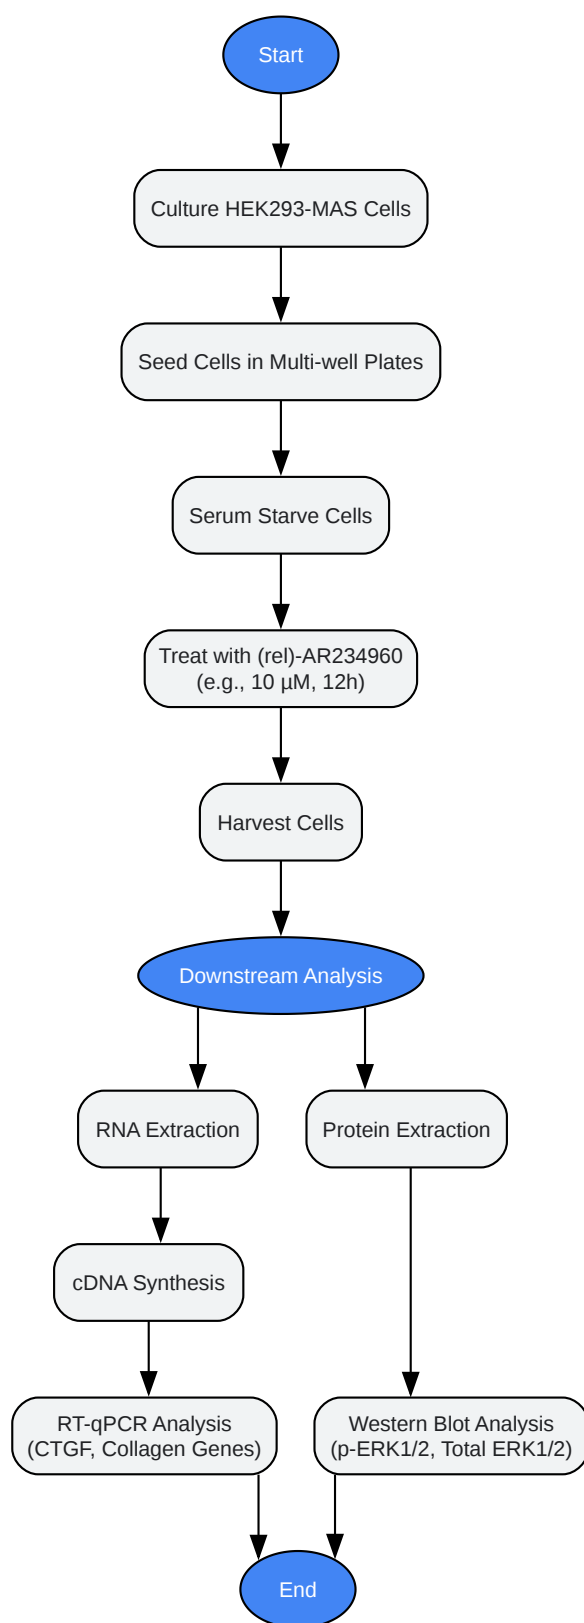 Start
Culture HEK293-MAS Cells
Seed Cells in Multi-well Plates
Serum Starve Cells
Treat with (rel)-AR234960
(e.g., 10 µM, 12h)
Harvest Cells
Downstream Analysis
RNA Extraction
Protein Extraction
cDNA Synthesis
RT-qPCR Analysis
(CTGF, Collagen Genes)
Western Blot Analysis
(p-ERK1/2, Total ERK1/2)
End